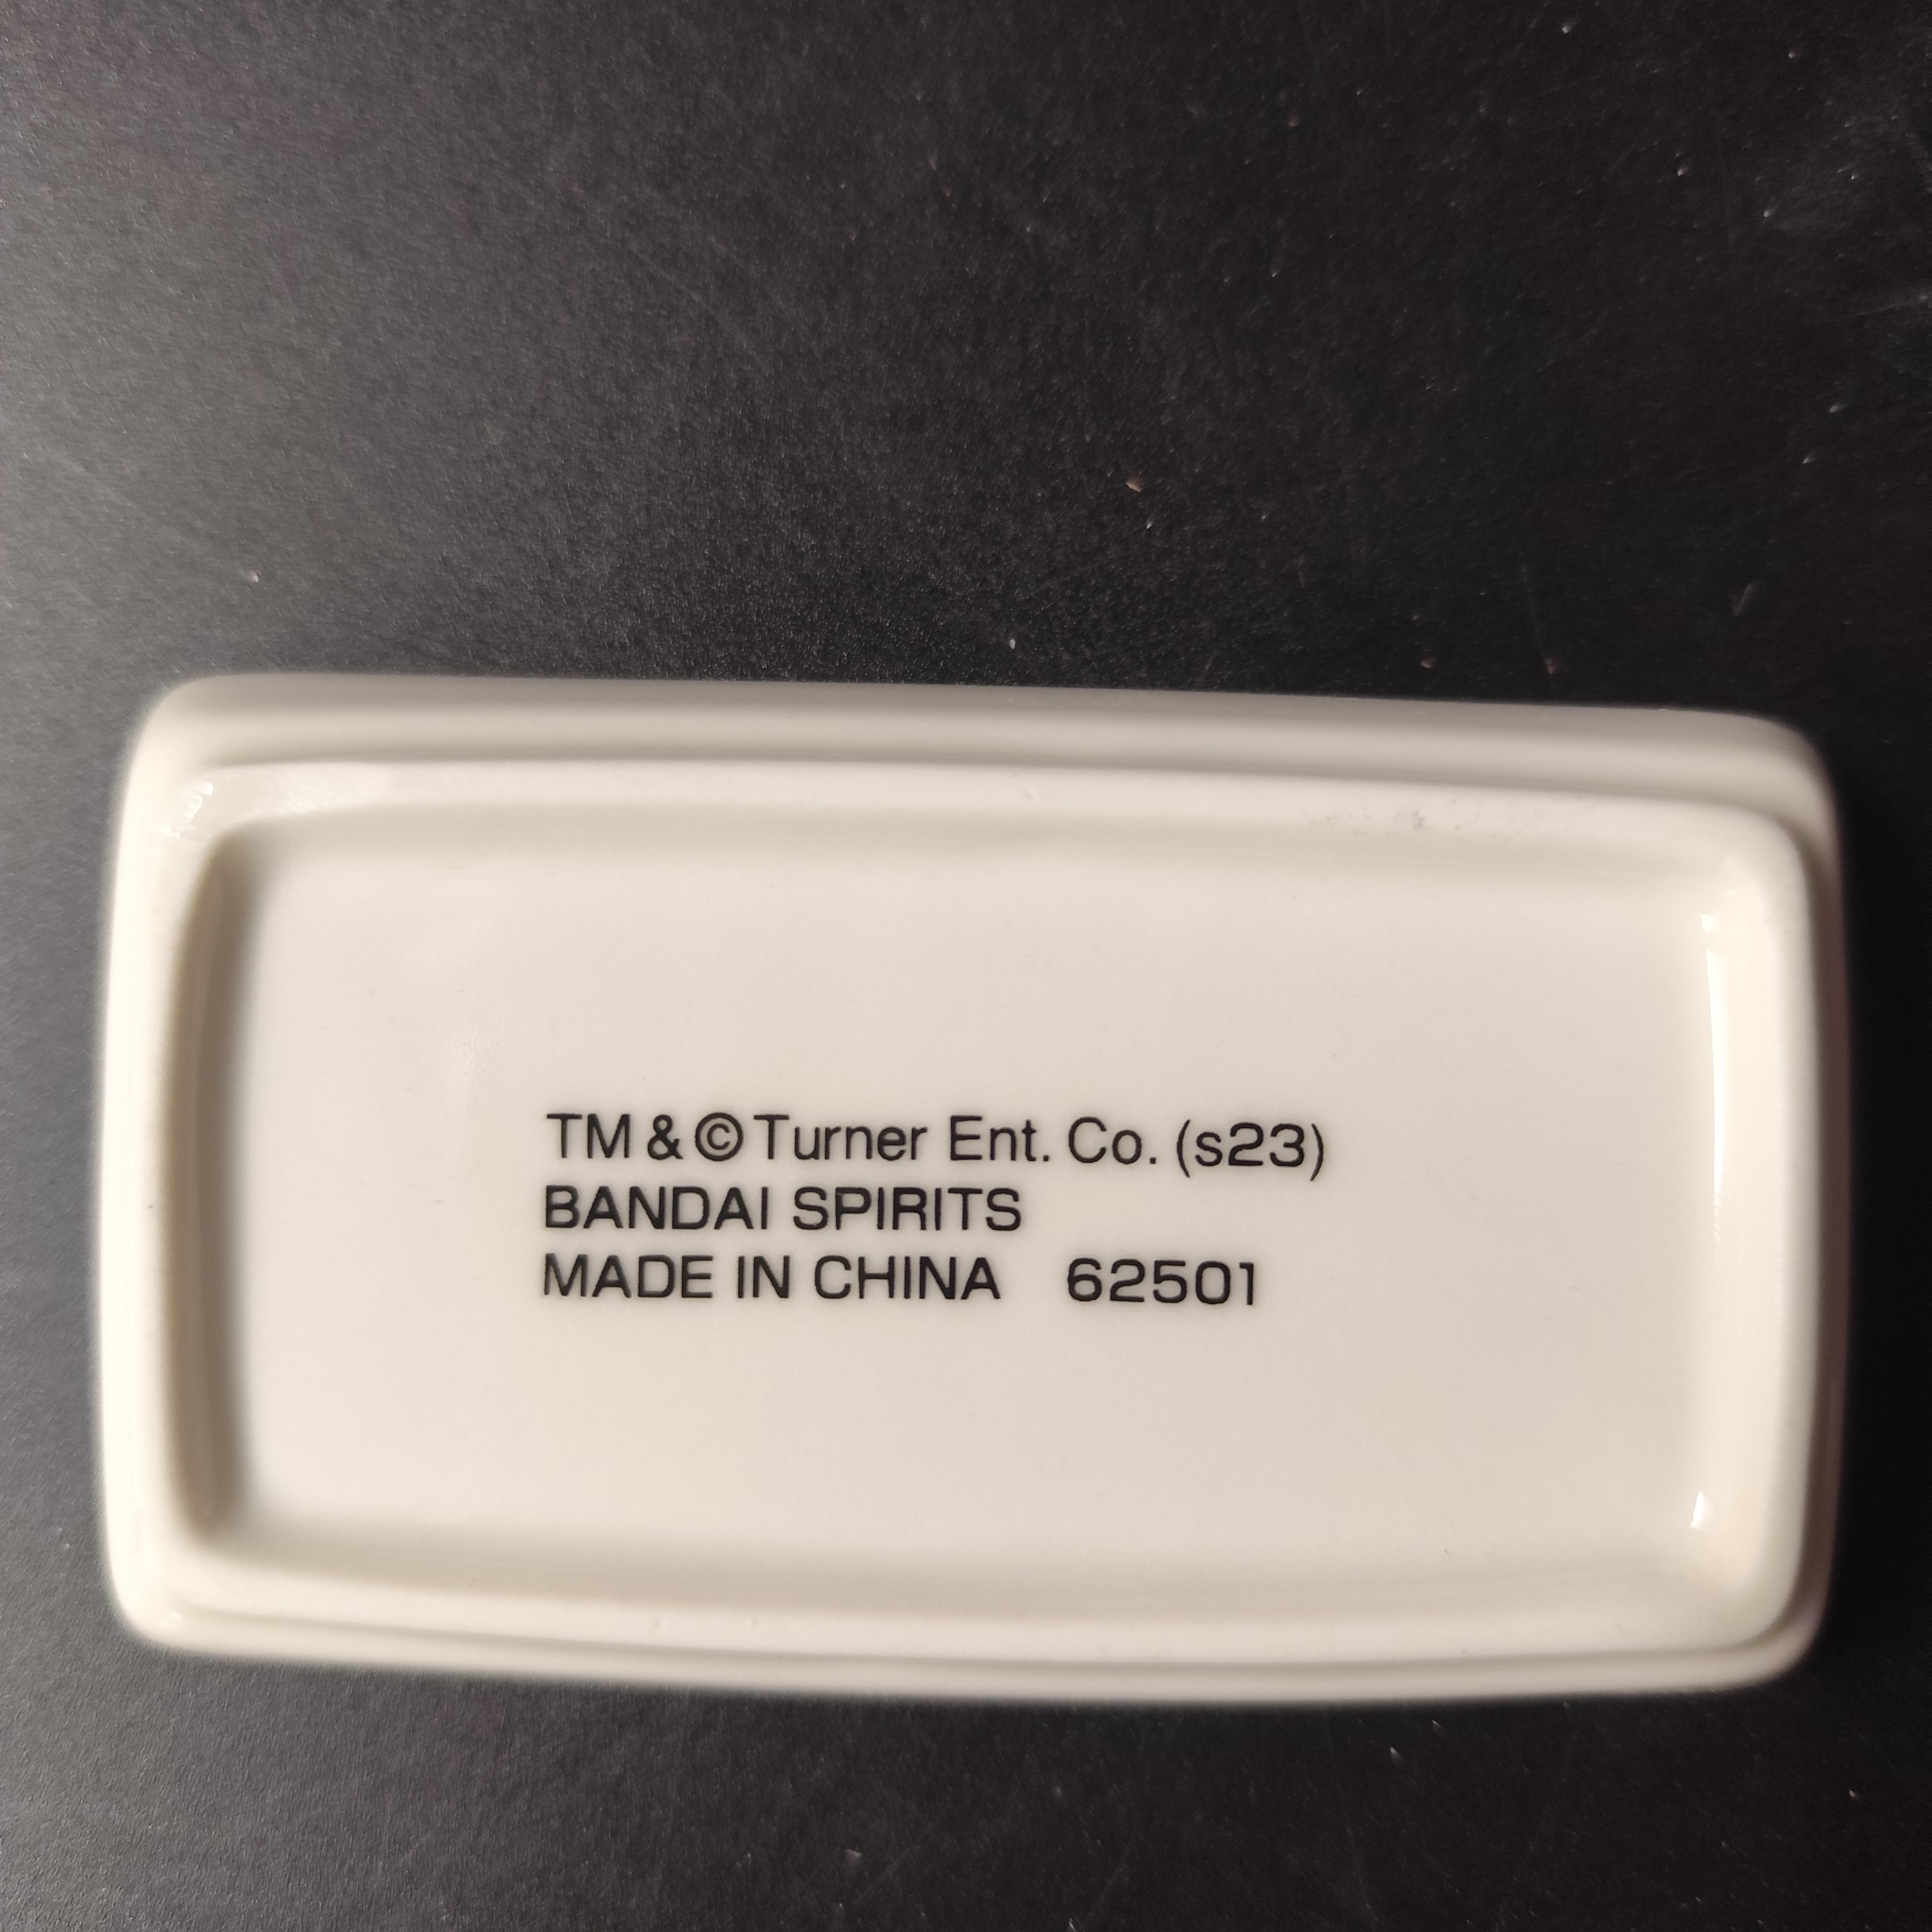 TM & © Turner Ent. Co. (s23)
BANDAI SPIRITS
MADE IN CHINA 62501